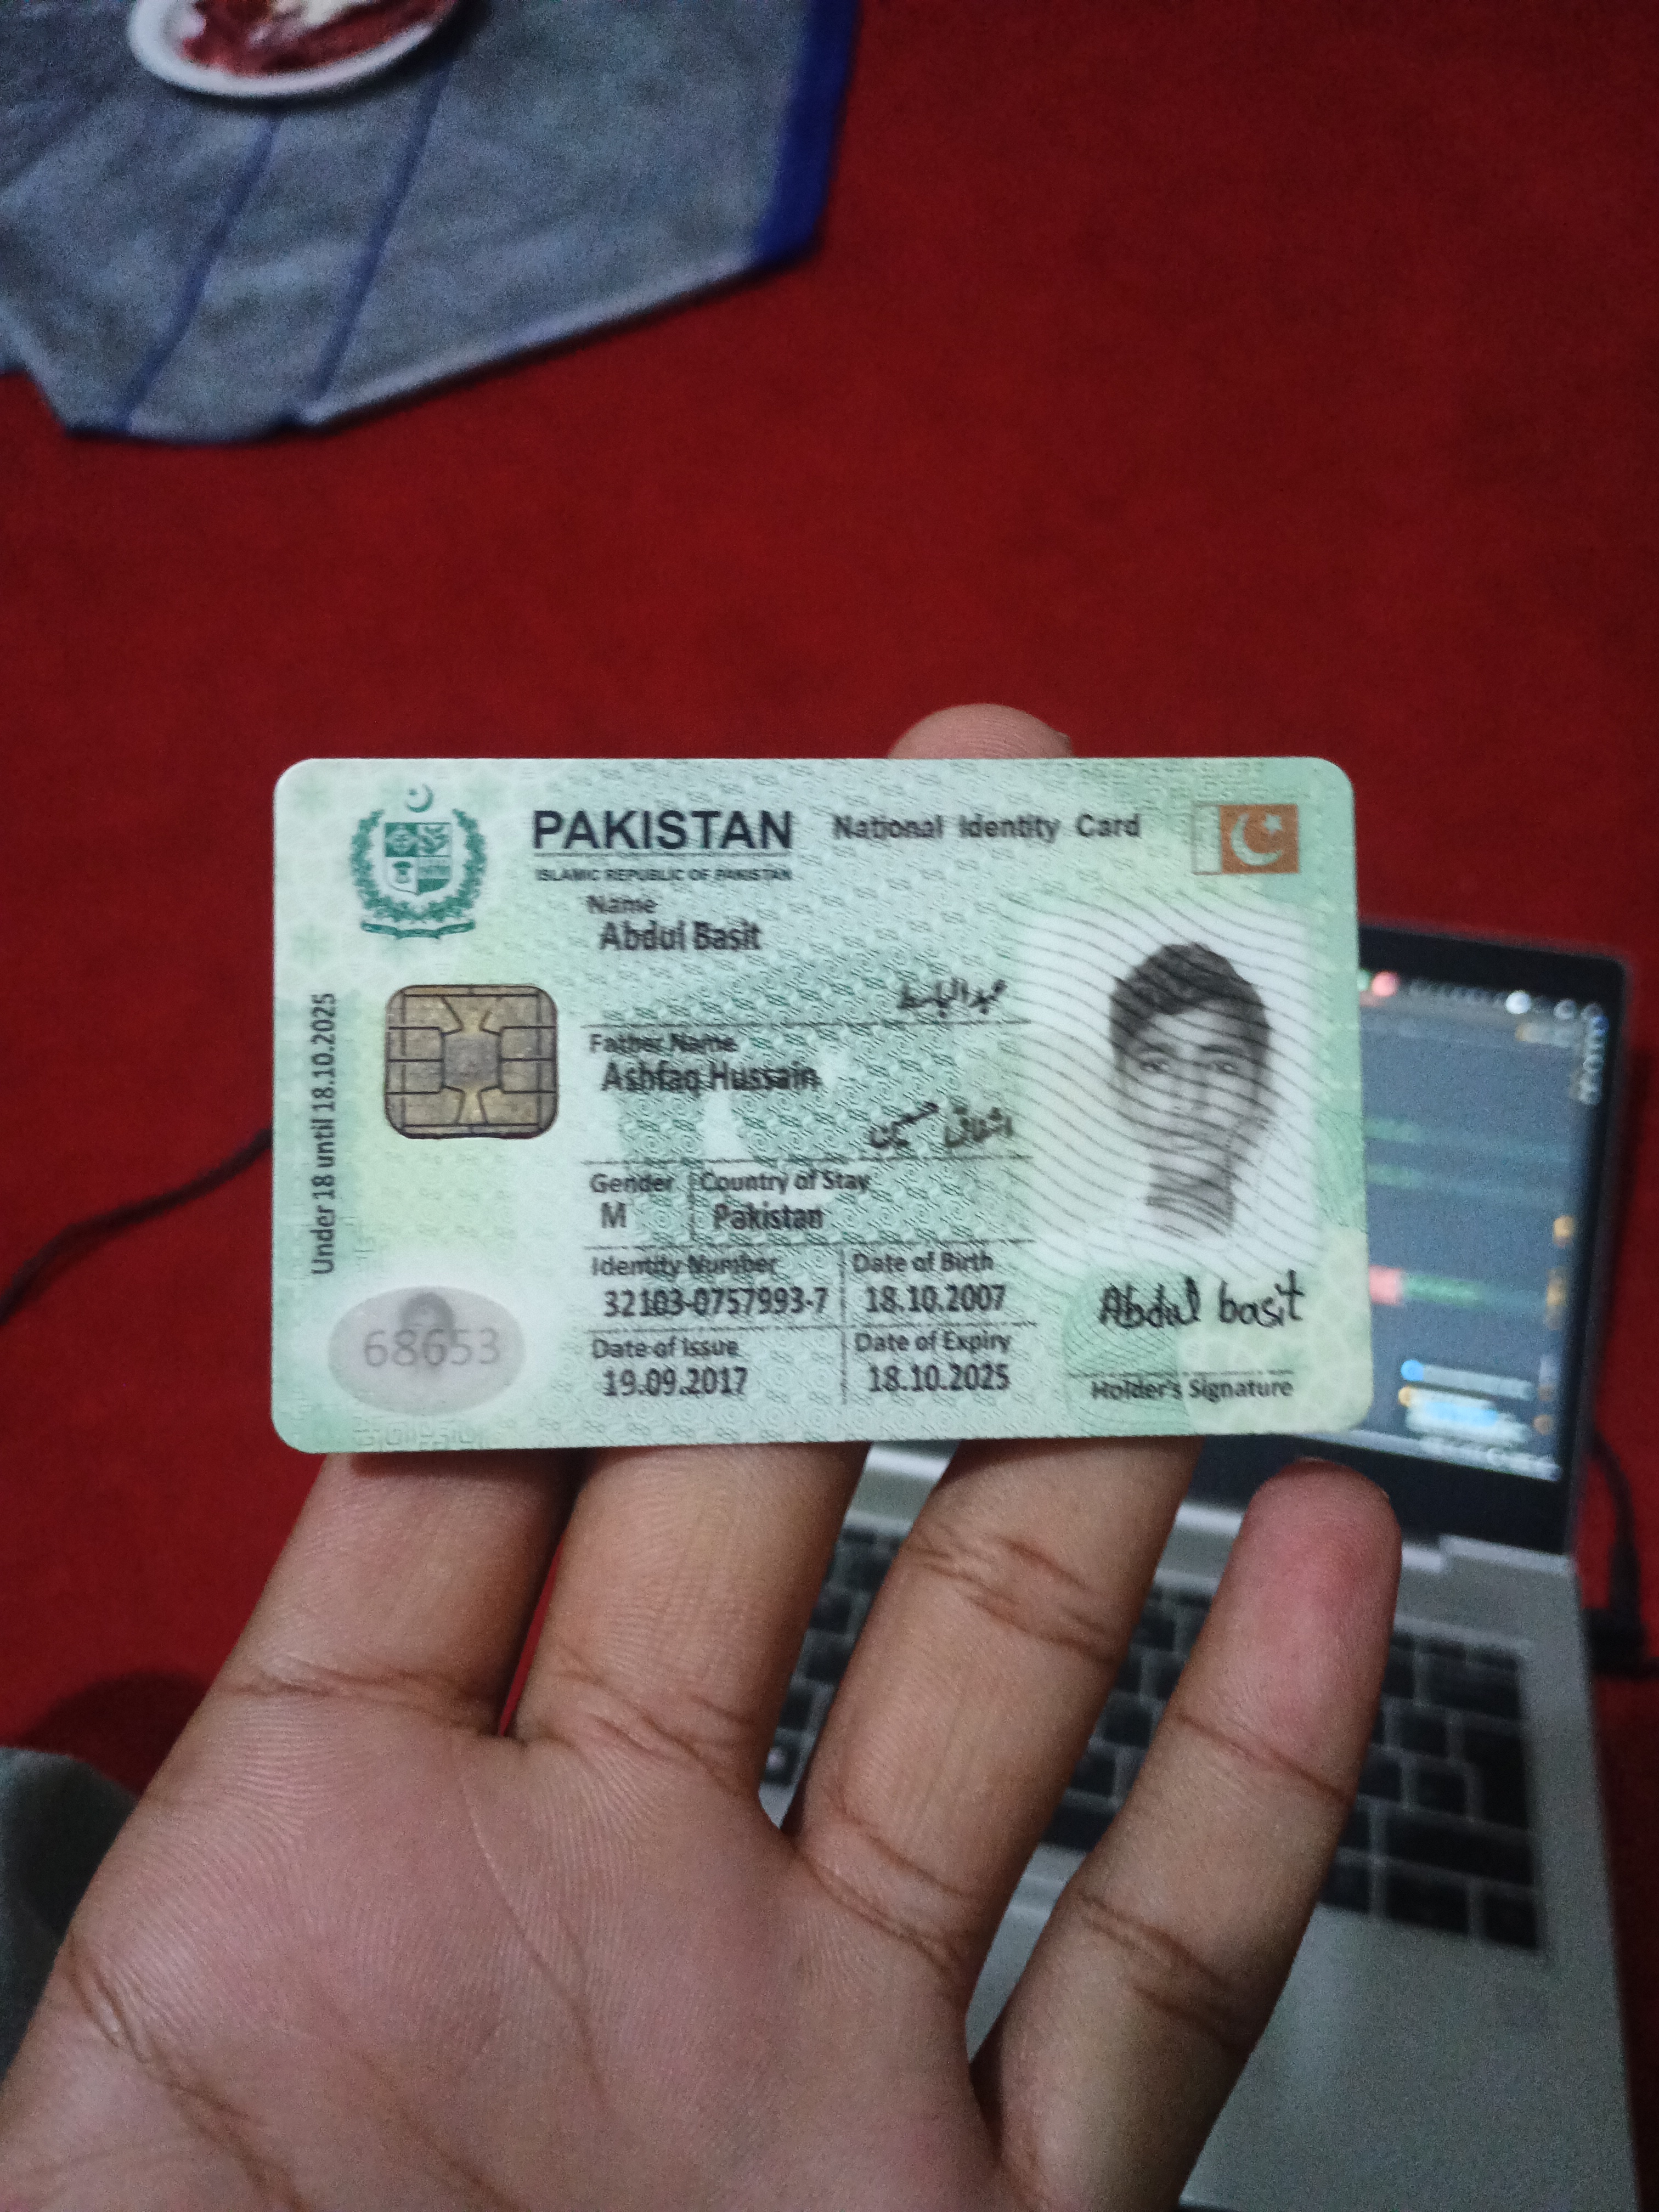 PAKISTAN National Identity Card
ISLAMIC REPUBLIC OF PAKISTAN
Name
Abdul Basit
عبدالباسط
Father Name
Ashfaq Hussain
اشفاق حسین
Gender Country of Stay
M Pakistan
Identity Number Date of Birth
32103-0757993-7 18.10.2007
Date of Issue Date of Expiry
19.09.2017 18.10.2025
Abdul basit
Holder's Signature
Under 18 until 18.10.2025
68653